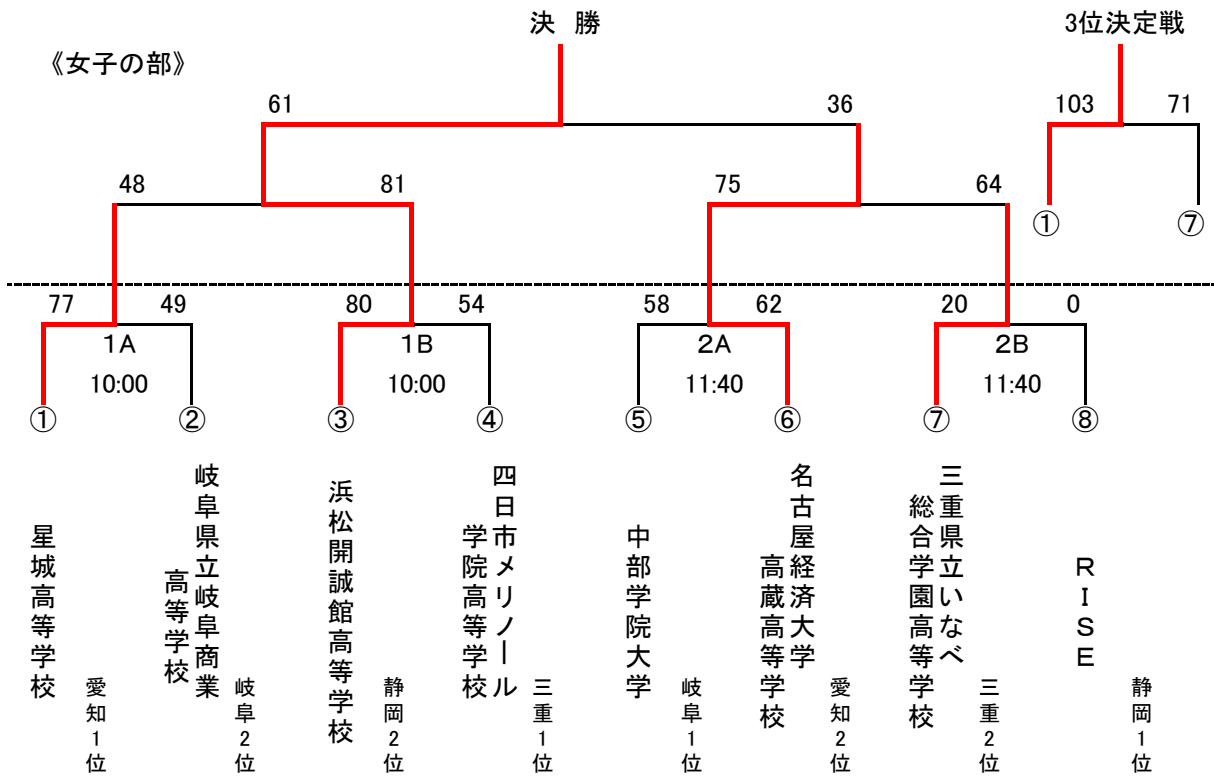 決 勝
3位決定戦
《女子の部》
61
36
103
71
48
81
75
64
①
⑦
77
49
80
54
58
62
20
0
1A
1B
2A
2B
10:00
10:00
11:40
11:40
①
②
③
④
⑤
⑥
⑦
⑧
星城高等学校
愛知1位
岐阜県立岐阜商業
高等学校
岐阜2位
浜松開誠館高等学校
静岡2位
四日市メリノール
学院高等学校
三重1位
中部学院大学
岐阜1位
名古屋経済大学
高蔵高等学校
愛知2位
三重県立いなべ
総合学園高等学校
三重2位
RISE
静岡1位